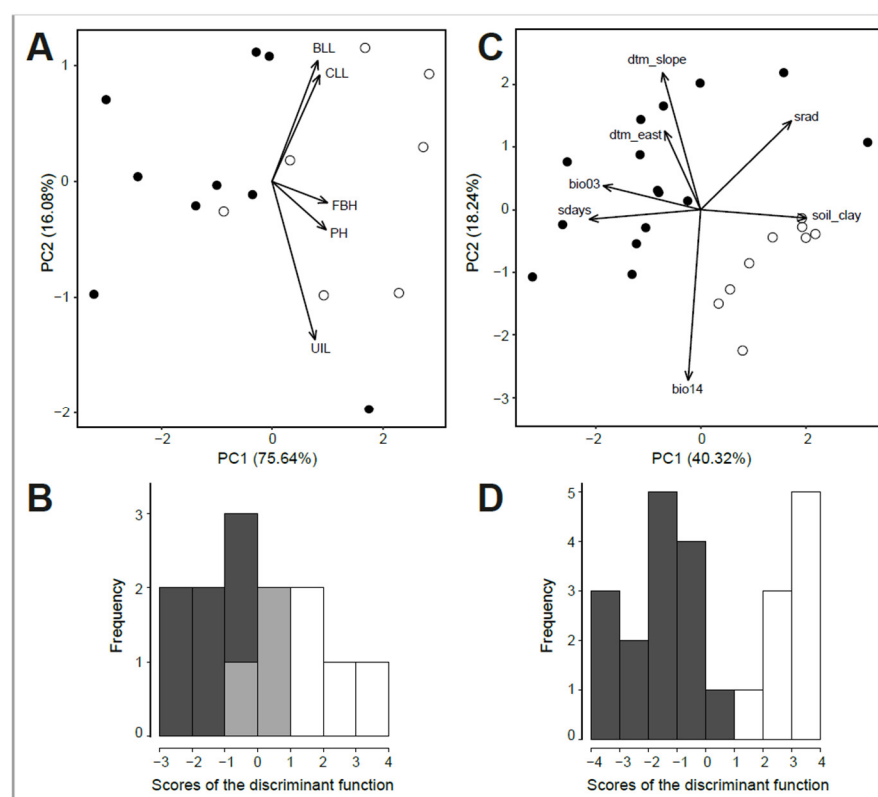 A
BLL
CLL
FBH
PH
UIL
1
0
−1
−2
−2
0
2
PC2 (16.08%)
PC1 (75.64%)
C
dtm_slope
srad
dtm_east
bio03
sdays
soil_clay
bio14
2
1
0
−1
−2
−3
−2
0
2
PC2 (18.24%)
PC1 (40.32%)
B
3
2
1
0
Frequency
−3 −2 −1 0 1 2 3 4
Scores of the discriminant function
D
5
4
3
2
1
0
Frequency
−4 −3 −2 −1 0 1 2 3 4
Scores of the discriminant function